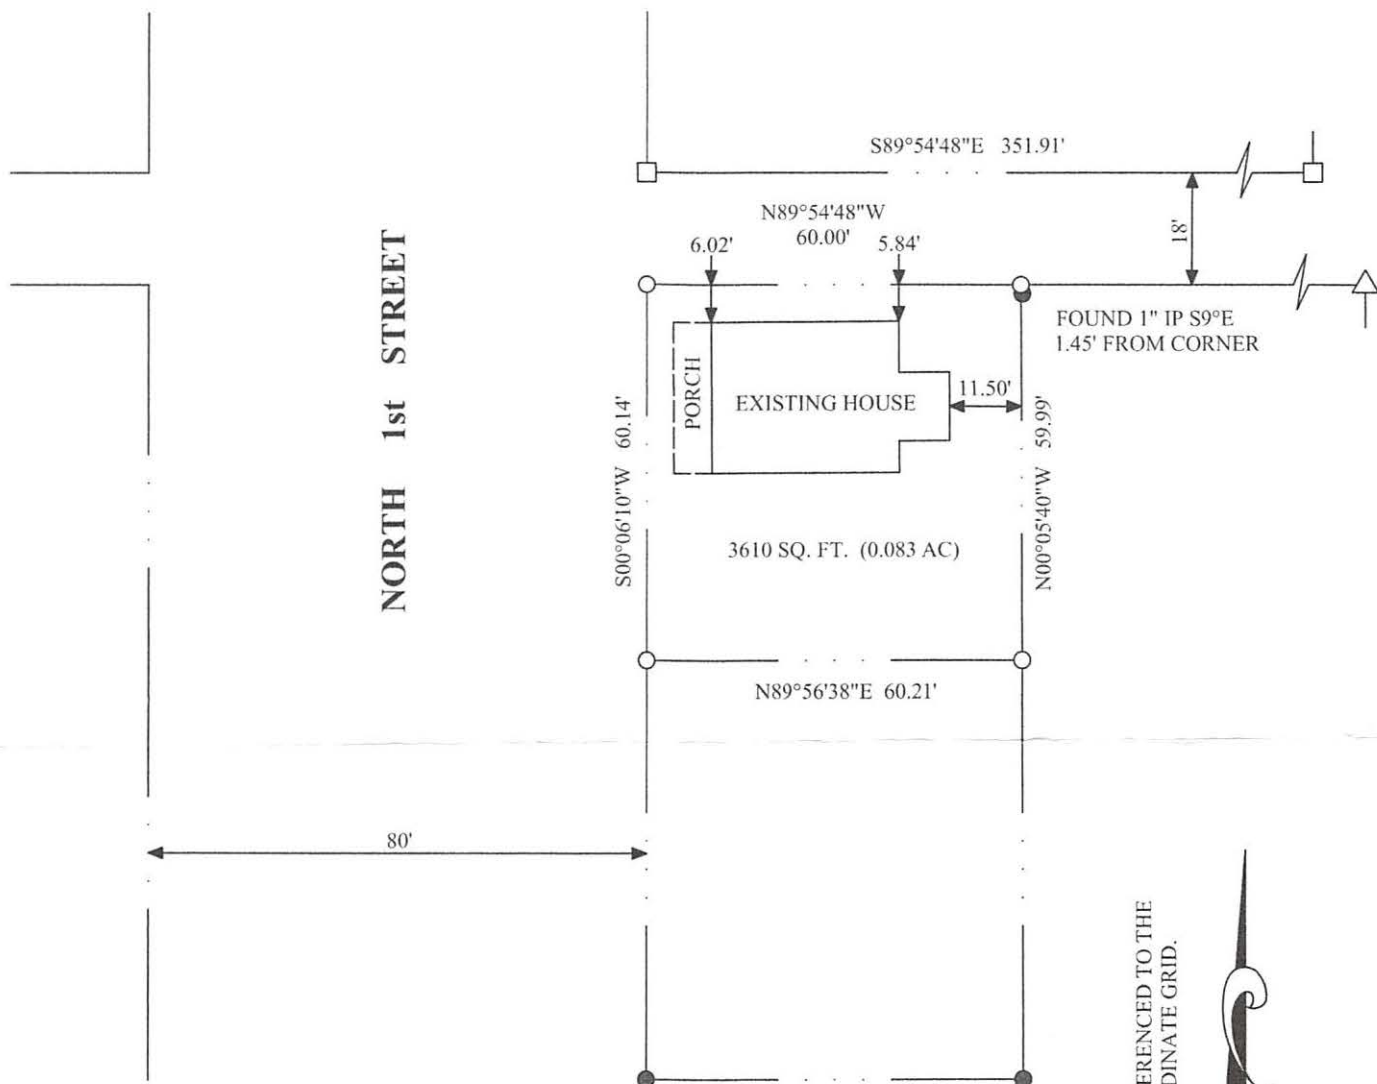 S89°54'48"E 351.91'
N89°54'48"W
60.00'
6.02'
5.84'
18'
NORTH 1st STREET
FOUND 1" IP S9°E
1.45' FROM CORNER
PORCH
EXISTING HOUSE
11.50'
S00°06'10"W 60.14'
N00°05'40"W 59.99'
3610 SQ. FT. (0.083 AC)
N89°56'38"E 60.21'
80'
ERENCED TO THE
DINATE GRID.